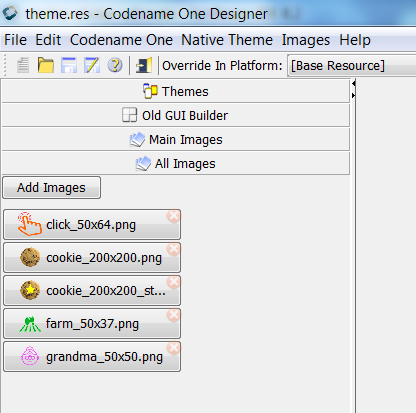 theme.res - Codename One Designer
File Edit Codename One Native Theme Images Help
Override In Platform: [Base Resource]
Themes
Old GUI Builder
Main Images
All Images
Add Images
click_50x64.png
cookie_200x200.png
cookie_200x200_st...
farm_50x37.png
grandma_50x50.png